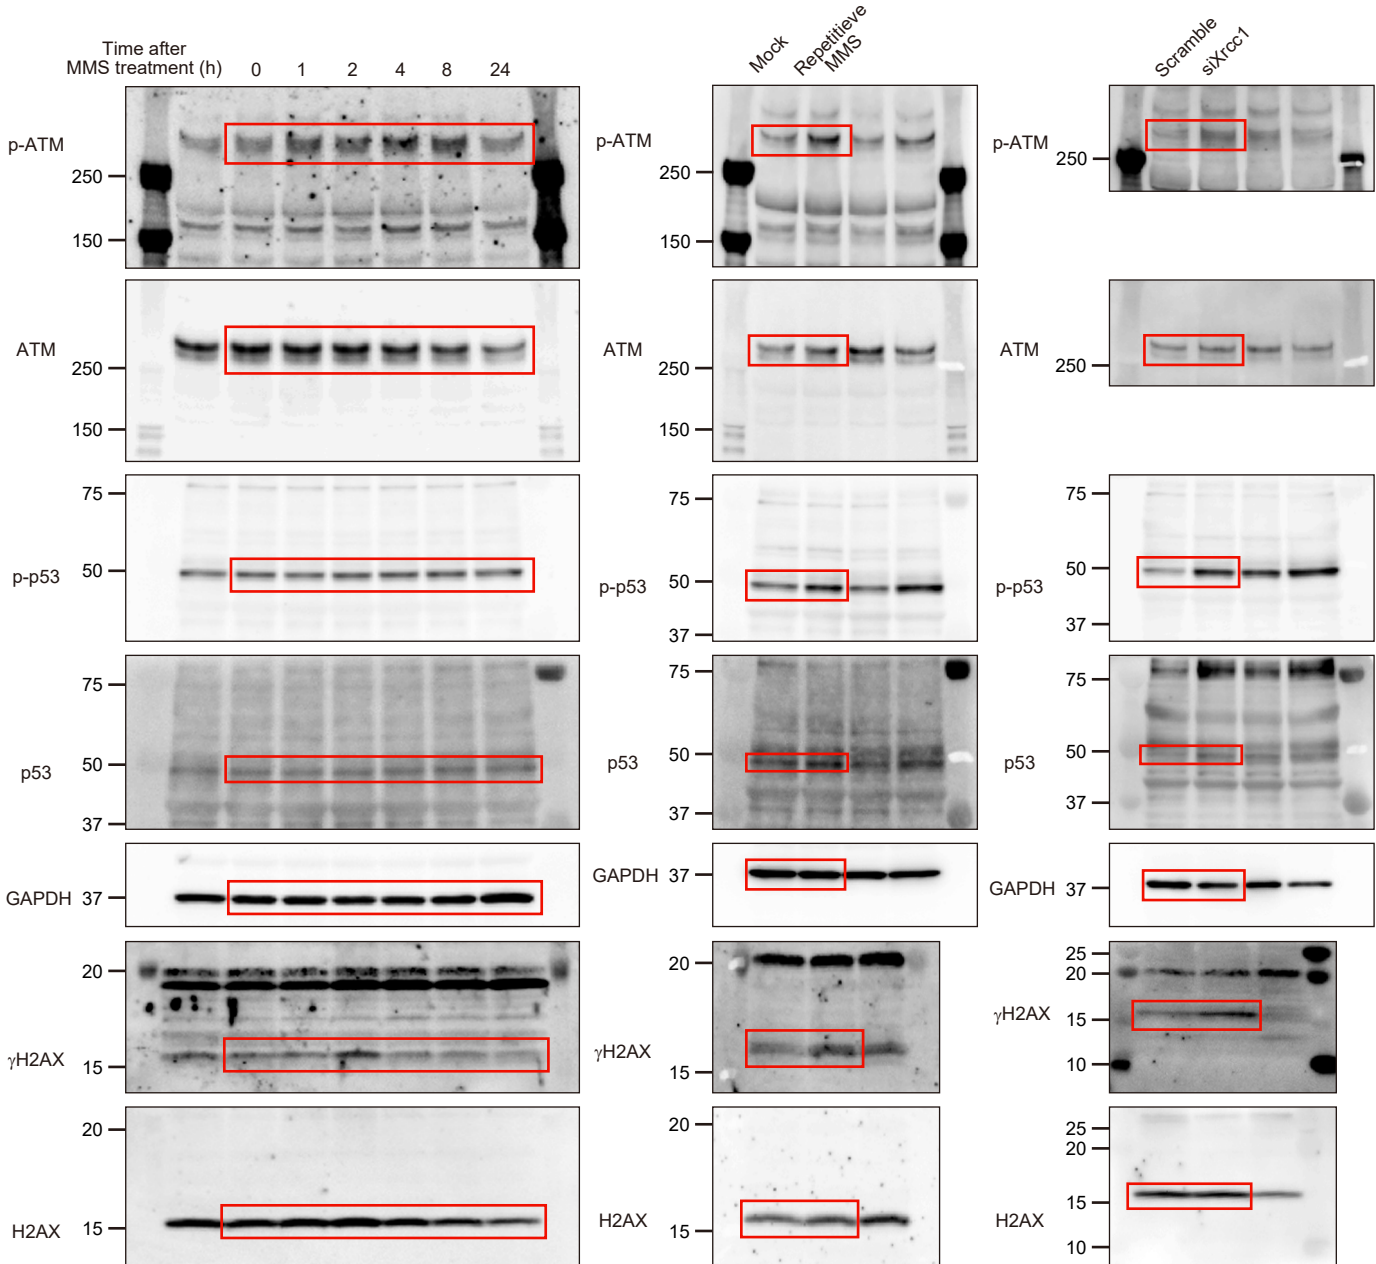 Time after
MMS treatment (h) 0 1 2 4 8 24
Mock
Repetitieve
MMS
Scramble
siXrcc1
p-ATM
250
150
p-ATM
250
150
p-ATM
250
ATM
250
150
ATM
250
150
ATM
250
p-p53
75
50
p-p53
75
50
37
p-p53
75
50
37
p53
75
50
37
p53
75
50
37
p53
75
50
37
GAPDH 37
GAPDH 37
GAPDH 37
γH2AX
20
15
γH2AX
20
15
γH2AX
25
20
15
10
H2AX
20
15
H2AX
20
15
H2AX
25
20
15
10